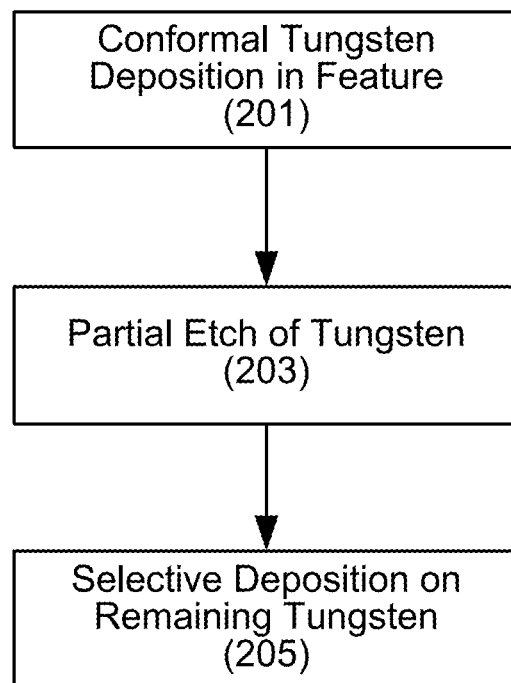 Conformal Tungsten
Deposition in Feature
(201)
Partial Etch of Tungsten
(203)
Selective Deposition on
Remaining Tungsten
(205)